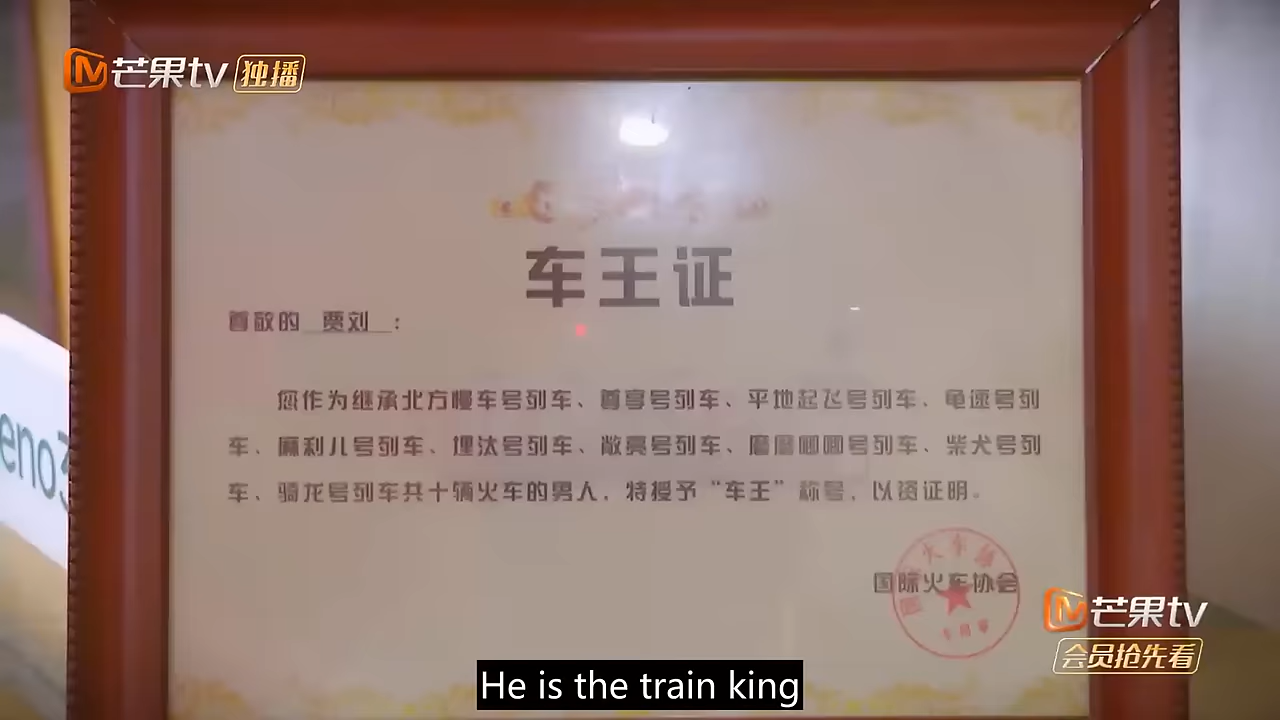 芒果tv 独播
车王证
尊敬的 贾刘 :
您作为继承北方慢车号列车、尊享号列车、平地起飞号列车、龟速号列
车、麻利儿号列车、埋汰号列车、敞亮号列车、磨磨唧唧号列车、柴犬号列
车、骑龙号列车共十辆火车的男人,特授予“车王”称号,以资证明。
国际火车协会
eno3
芒果tv
会员抢先看
He is the train king